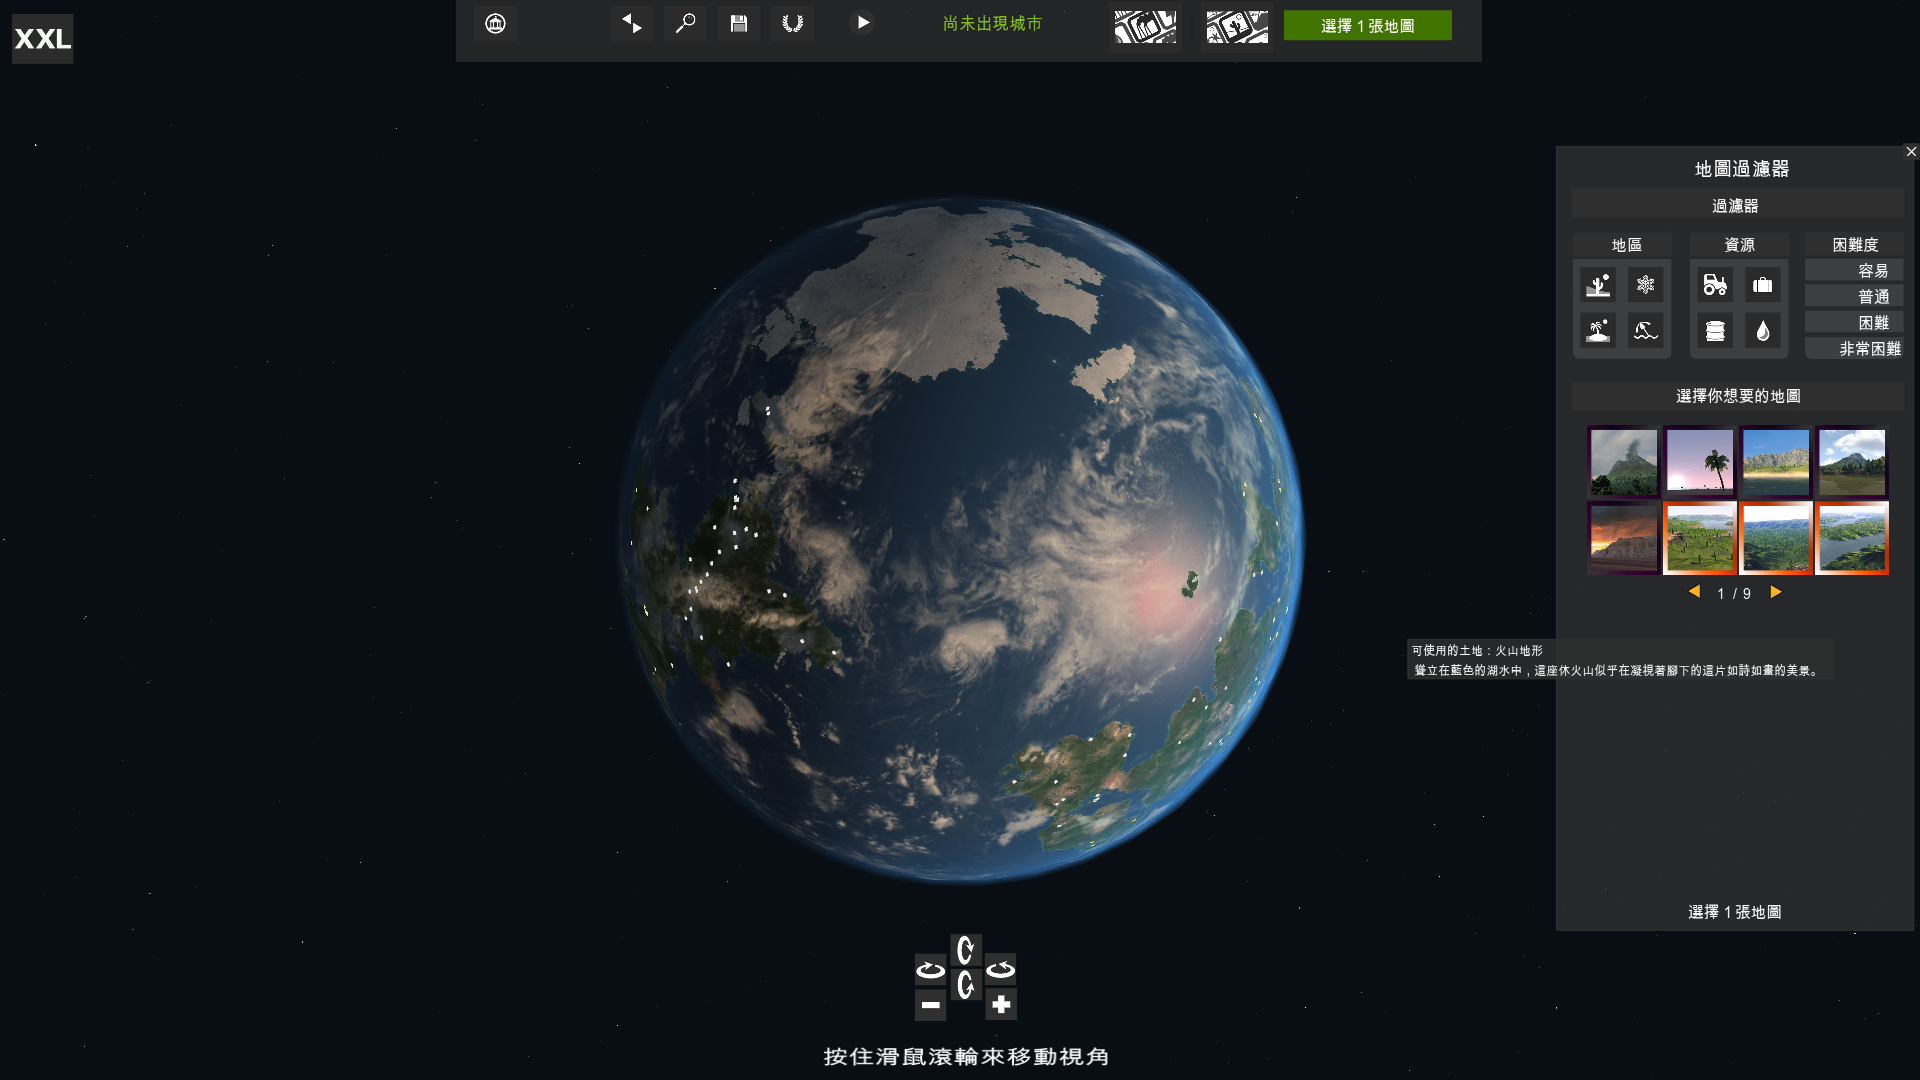 XXL
尚未出現城市
選擇 1 張地圖
地圖過濾器
過濾器
地區
資源
困難度
容易
普通
困難
非常困難
選擇你想要的地圖
1 / 9
可使用的土地：火山地形
聳立在藍色的湖水中，這座休火山似乎在凝視著腳下的這片如詩如畫的美景。
選擇 1 張地圖
按住滑鼠滾輪來移動視角